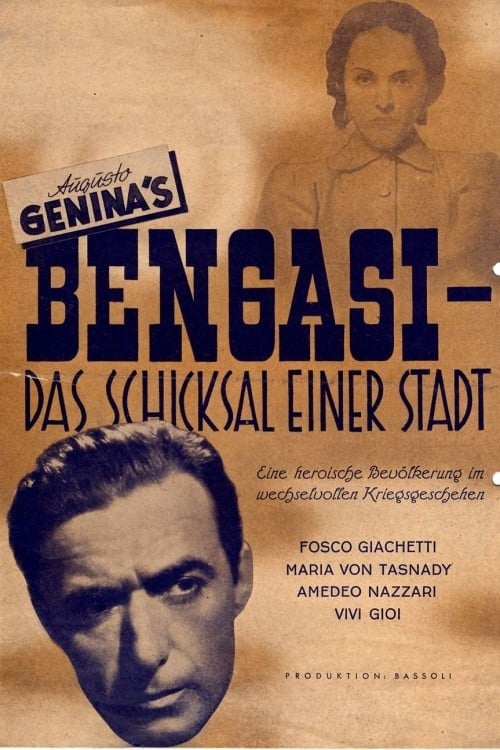 Augusto
GENINA'S
BENGASI-
DAS SCHICKSAL EINER STADT
Eine heroische Bevölkerung im
wechselvollen Kriegsgeschehen
FOSCO GIACHETTI
MARIA VON TASNADY
AMEDEO NAZZARI
VIVI GIOI
PRODUKTION: BASSOLI